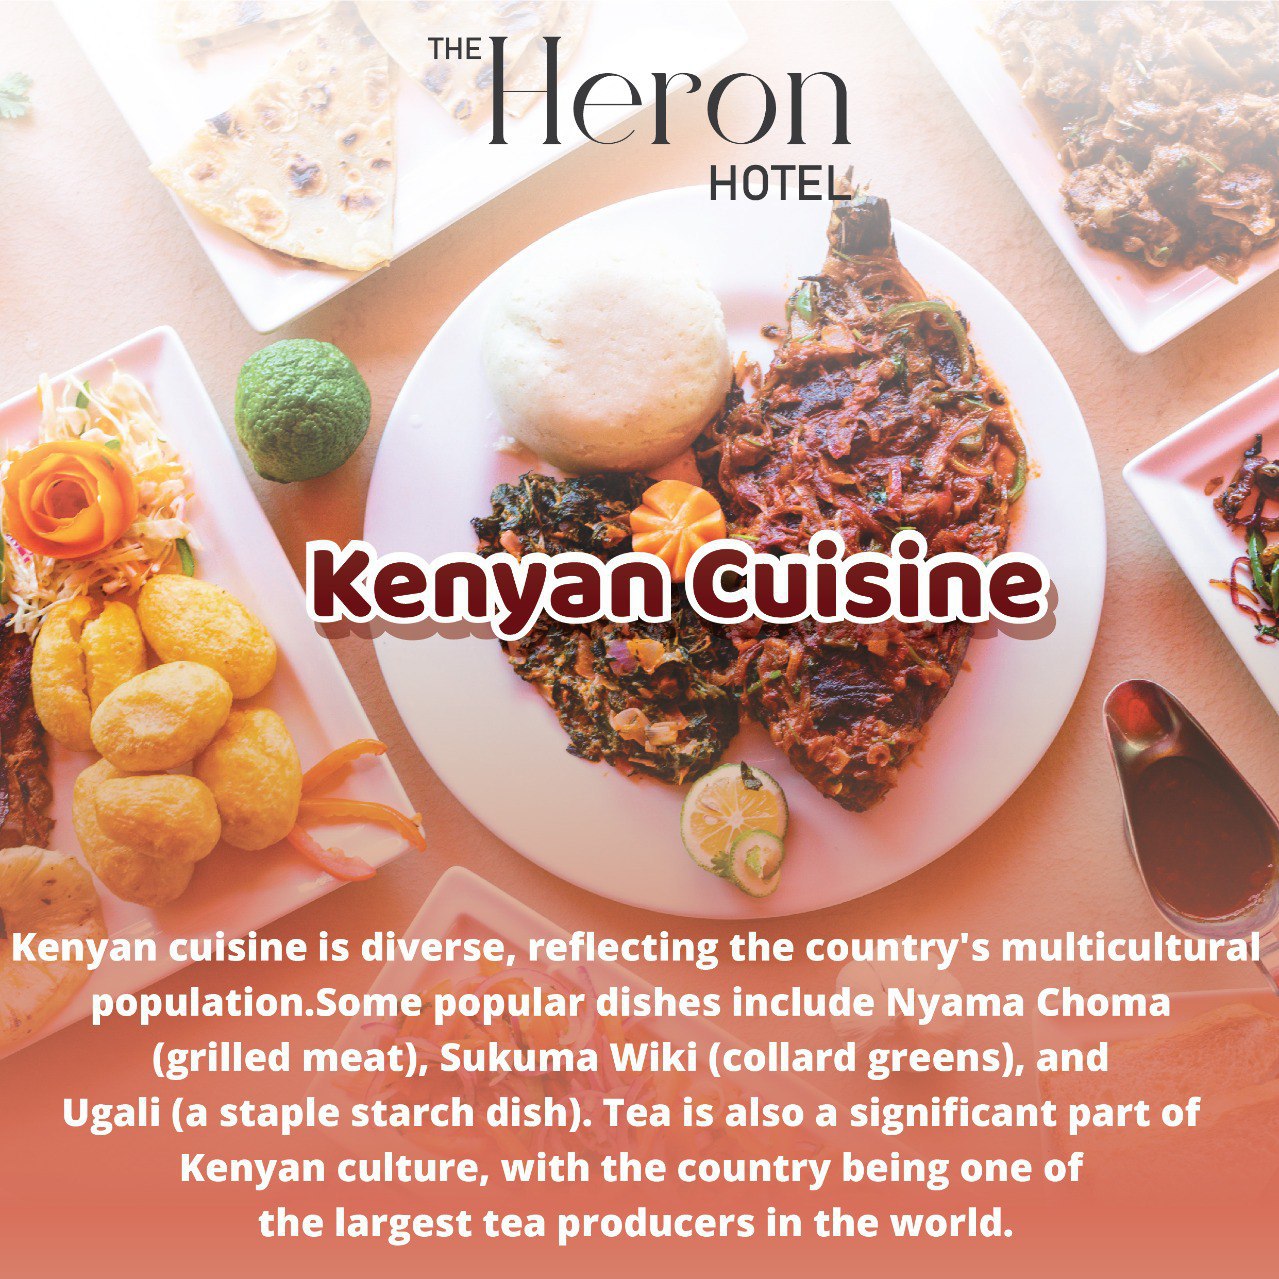 THE Heron
HOTEL
Kenyan Cuisine
Kenyan cuisine is diverse, reflecting the country's multicultural
population.Some popular dishes include Nyama Choma
(grilled meat), Sukuma Wiki (collard greens), and
Ugali (a staple starch dish). Tea is also a significant part of
Kenyan culture, with the country being one of
the largest tea producers in the world.